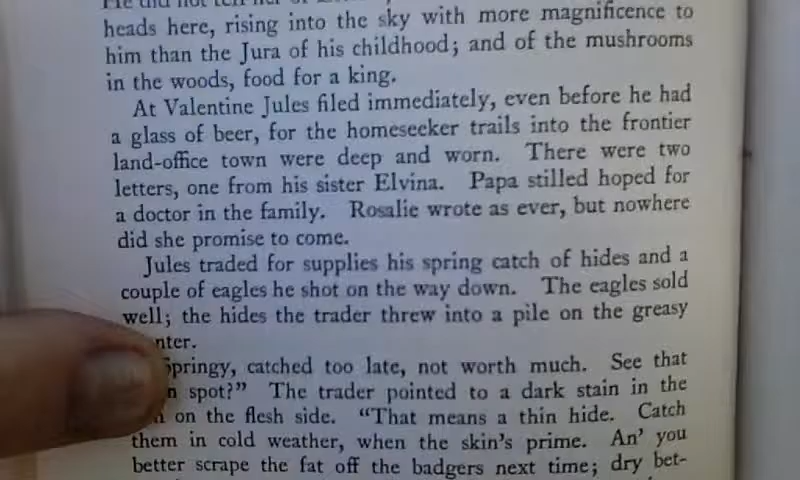 He did not tell her of
heads here, rising into the sky with more magnificence to
him than the Jura of his childhood; and of the mushrooms
in the woods, food for a king.
At Valentine Jules filed immediately, even before he had
a glass of beer, for the homeseeker trails into the frontier
land-office town were deep and worn. There were two
letters, one from his sister Elvina. Papa stilled hoped for
a doctor in the family. Rosalie wrote as ever, but nowhere
did she promise to come.
Jules traded for supplies his spring catch of hides and a
couple of eagles he shot on the way down. The eagles sold
well; the hides the trader threw into a pile on the greasy
nter.
Springy, catched too late, not worth much. See that
n spot?” The trader pointed to a dark stain in the
on the flesh side. “That means a thin hide. Catch
them in cold weather, when the skin's prime. An' you
better scrape the fat off the badgers next time; dry bet-